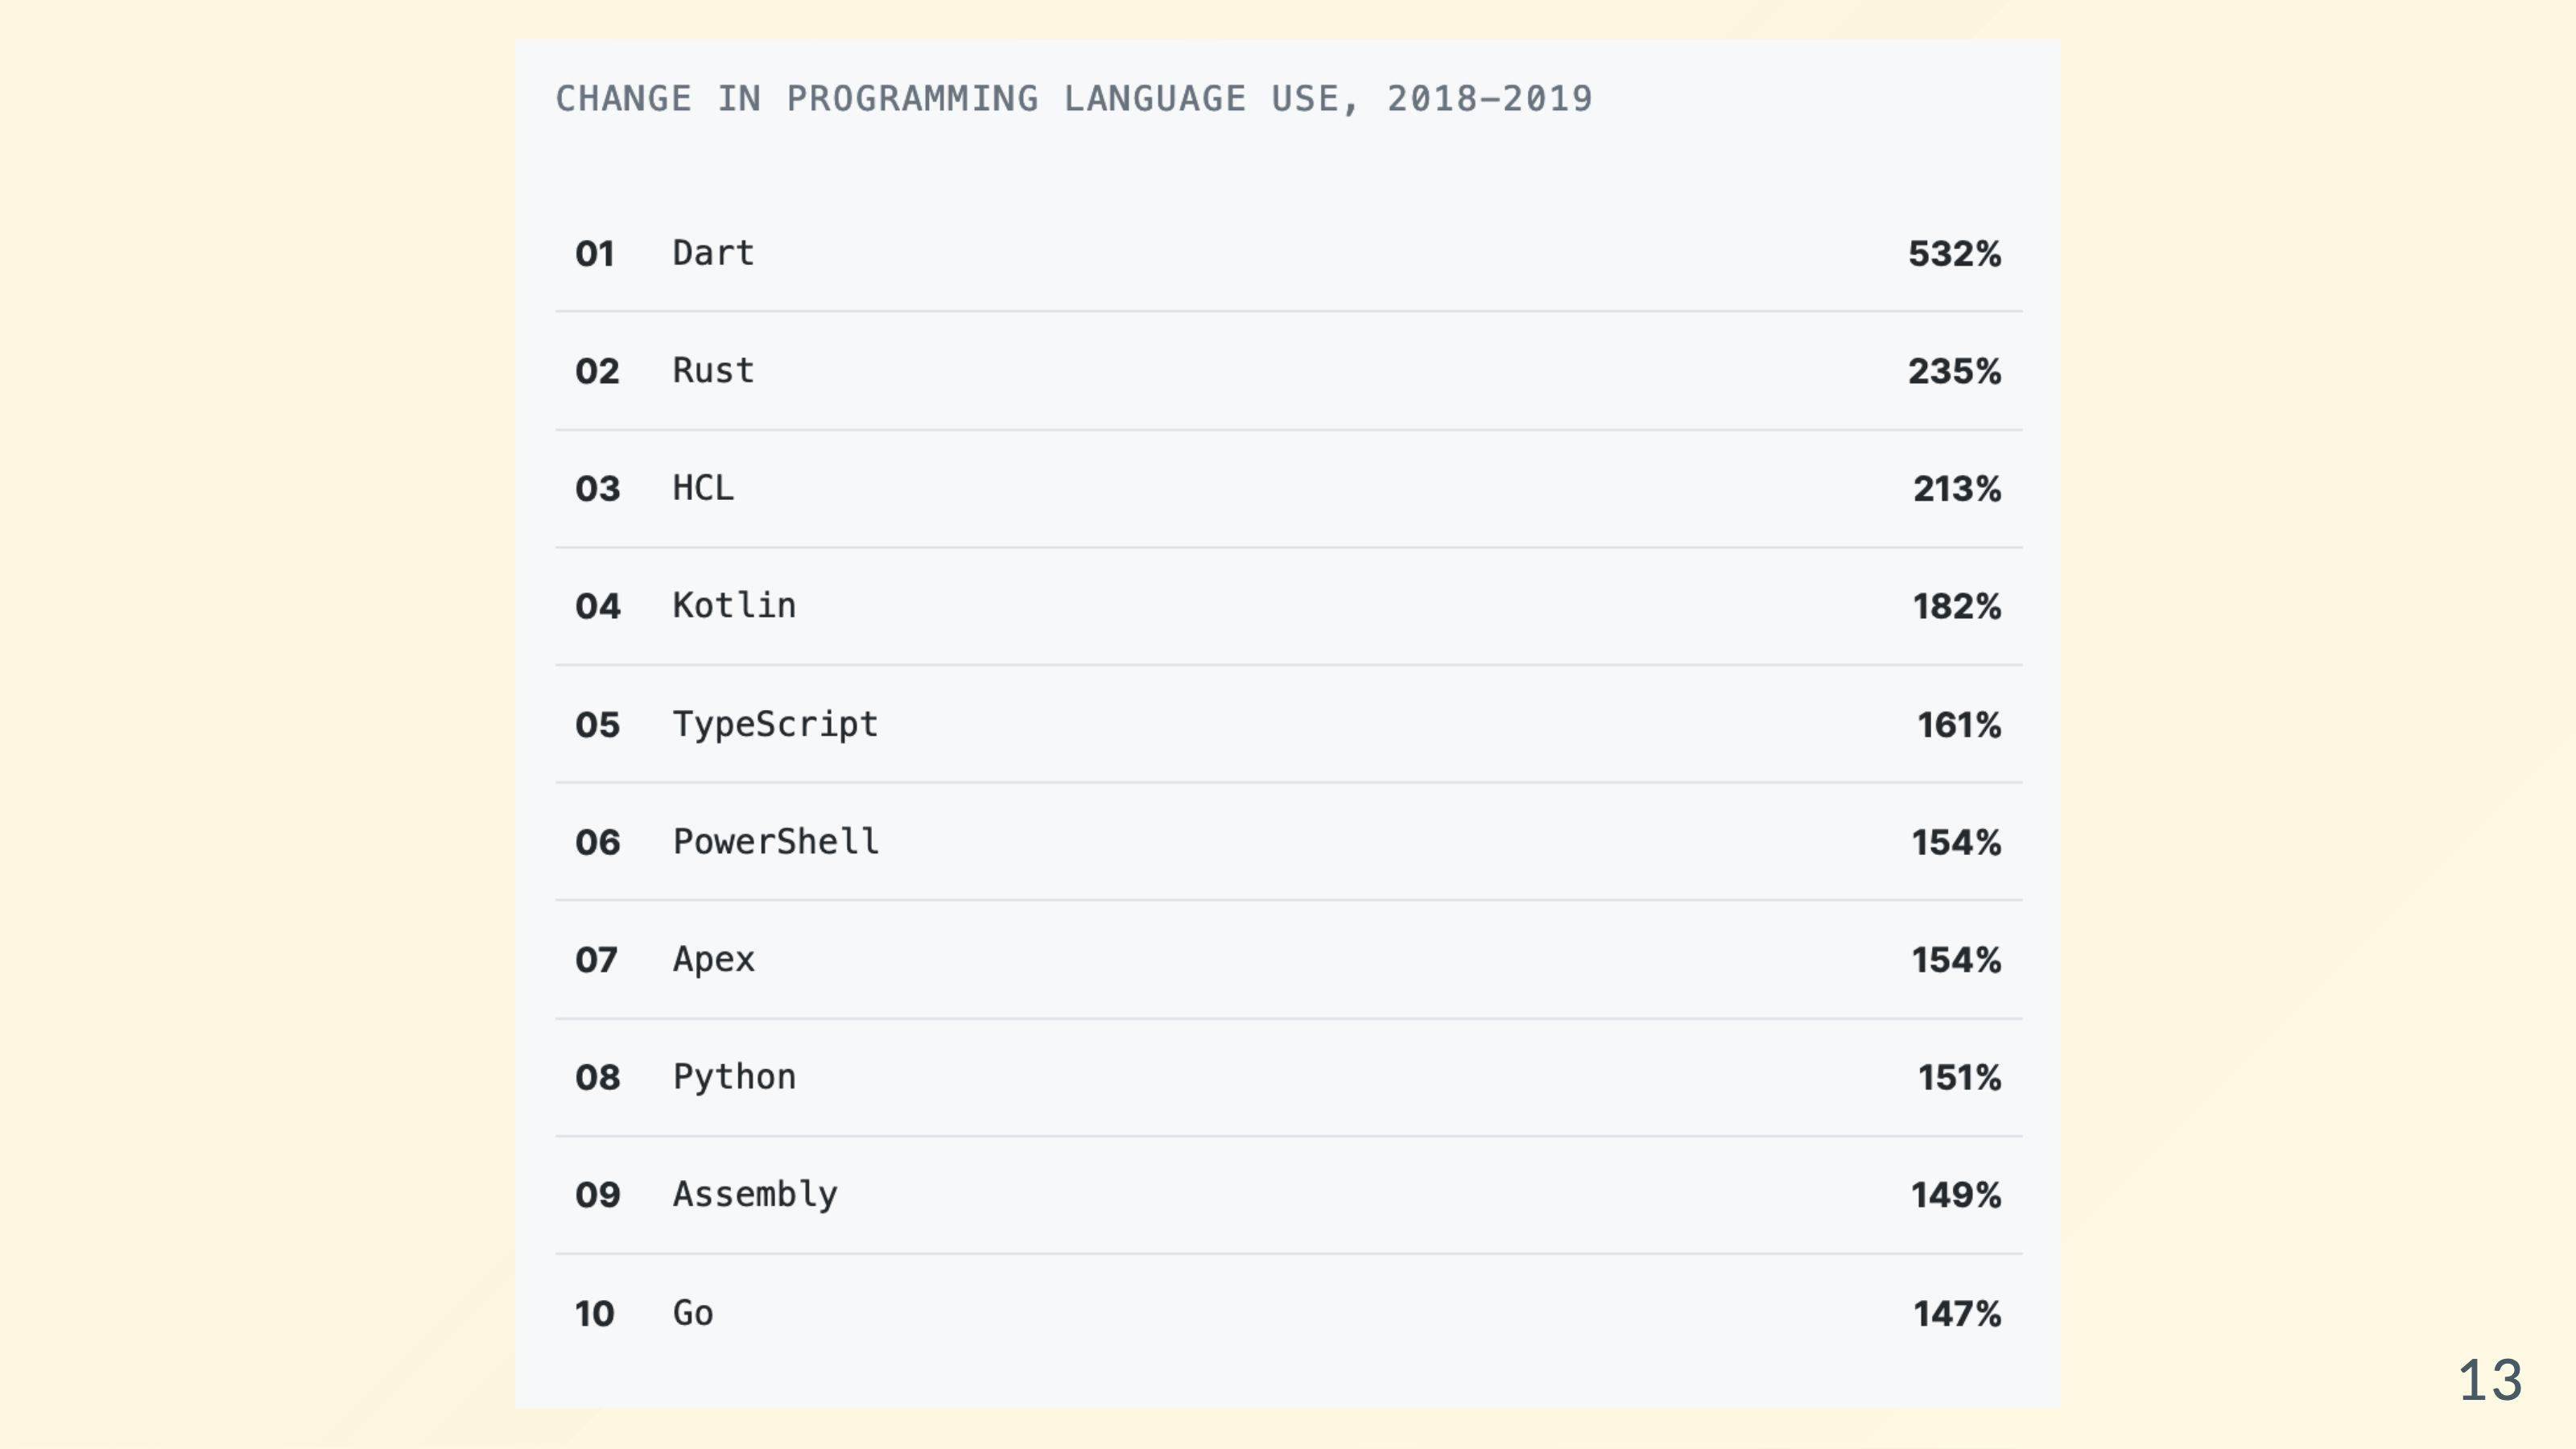 CHANGE IN PROGRAMMING LANGUAGE USE, 2018–2019
01 Dart 532%
02 Rust 235%
03 HCL 213%
04 Kotlin 182%
05 TypeScript 161%
06 PowerShell 154%
07 Apex 154%
08 Python 151%
09 Assembly 149%
10 Go 147%
13